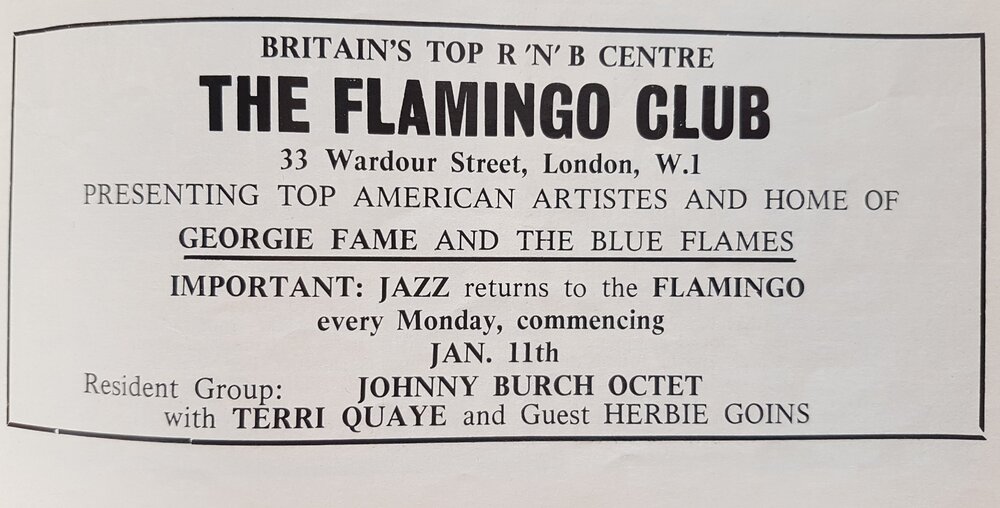 BRITAIN'S TOP R 'N' B CENTRE
THE FLAMINGO CLUB
33 Wardour Street, London, W.1
PRESENTING TOP AMERICAN ARTISTES AND HOME OF
GEORGIE FAME AND THE BLUE FLAMES
IMPORTANT: JAZZ returns to the FLAMINGO
every Monday, commencing
JAN. 11th
Resident Group: JOHNNY BURCH OCTET
with TERRI QUAYE and Guest HERBIE GOINS